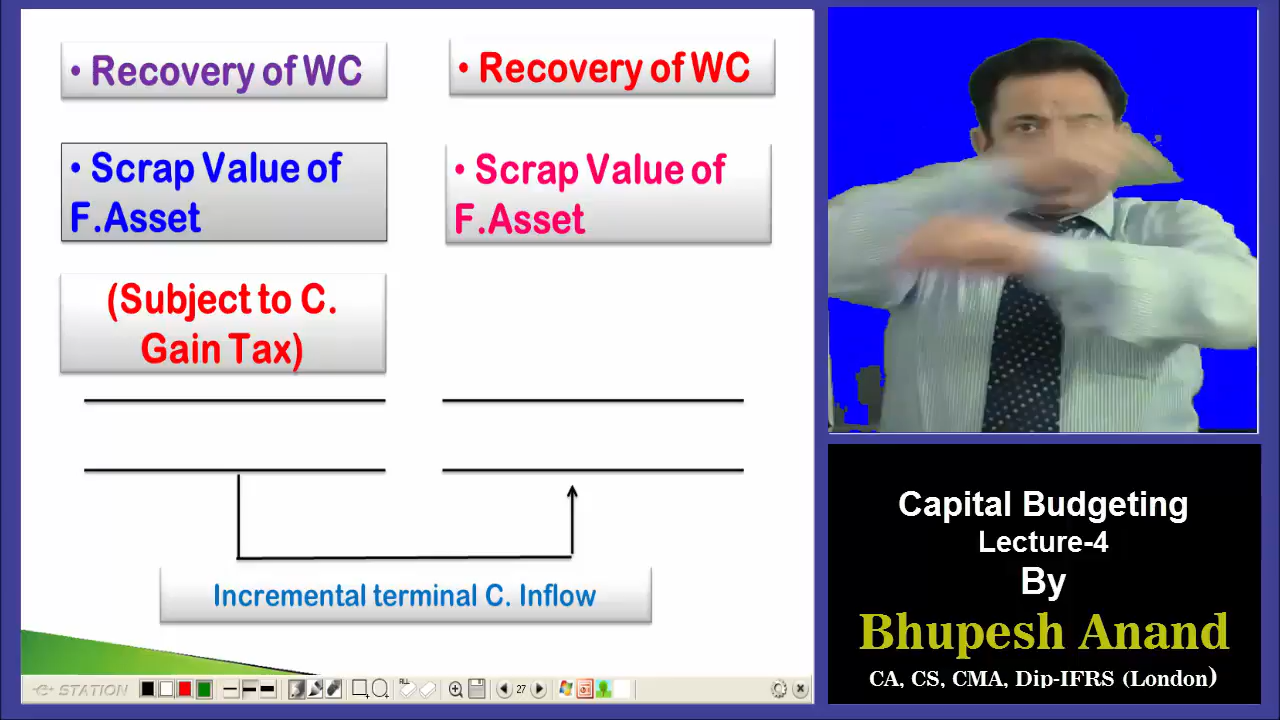 • Recovery of WC
• Scrap Value of
F.Asset
(Subject to C.
Gain Tax)
• Recovery of WC
• Scrap Value of
F.Asset
Incremental terminal C. Inflow
Capital Budgeting
Lecture-4
By
Bhupesh Anand
CA, CS, CMA, Dip-IFRS (London)
STATION
27